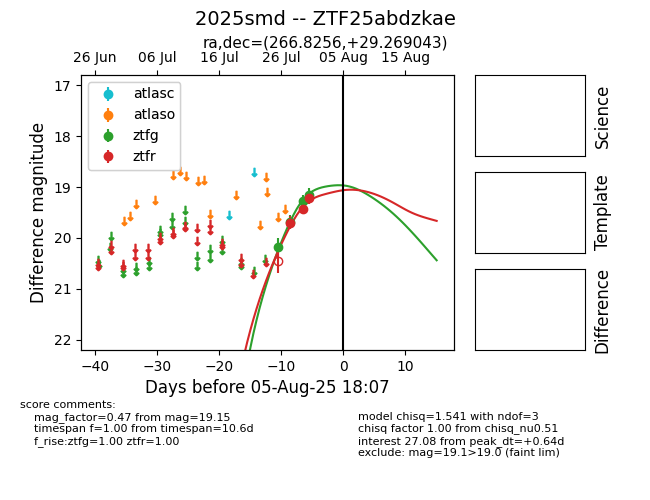 2025smd -- ZTF25abdzkae
ra,dec=(266.8256,+29.269043)
26 Jun 06 Jul 16 Jul 26 Jul 05 Aug 15 Aug
atlasc
atlaso
ztfg
ztfr
17
18
19
20
21
22
Difference magnitude
−40 −30 −20 −10 0 10
Days before 05-Aug-25 18:07
Science
Template
Difference
score comments:
mag_factor=0.47 from mag=19.15
timespan f=1.00 from timespan=10.6d
f_rise:ztfg=1.00 ztfr=1.00
model chisq=1.541 with ndof=3
chisq factor 1.00 from chisq_nu0.51
interest 27.08 from peak_dt=+0.64d
exclude: mag=19.1>19.0 (faint lim)